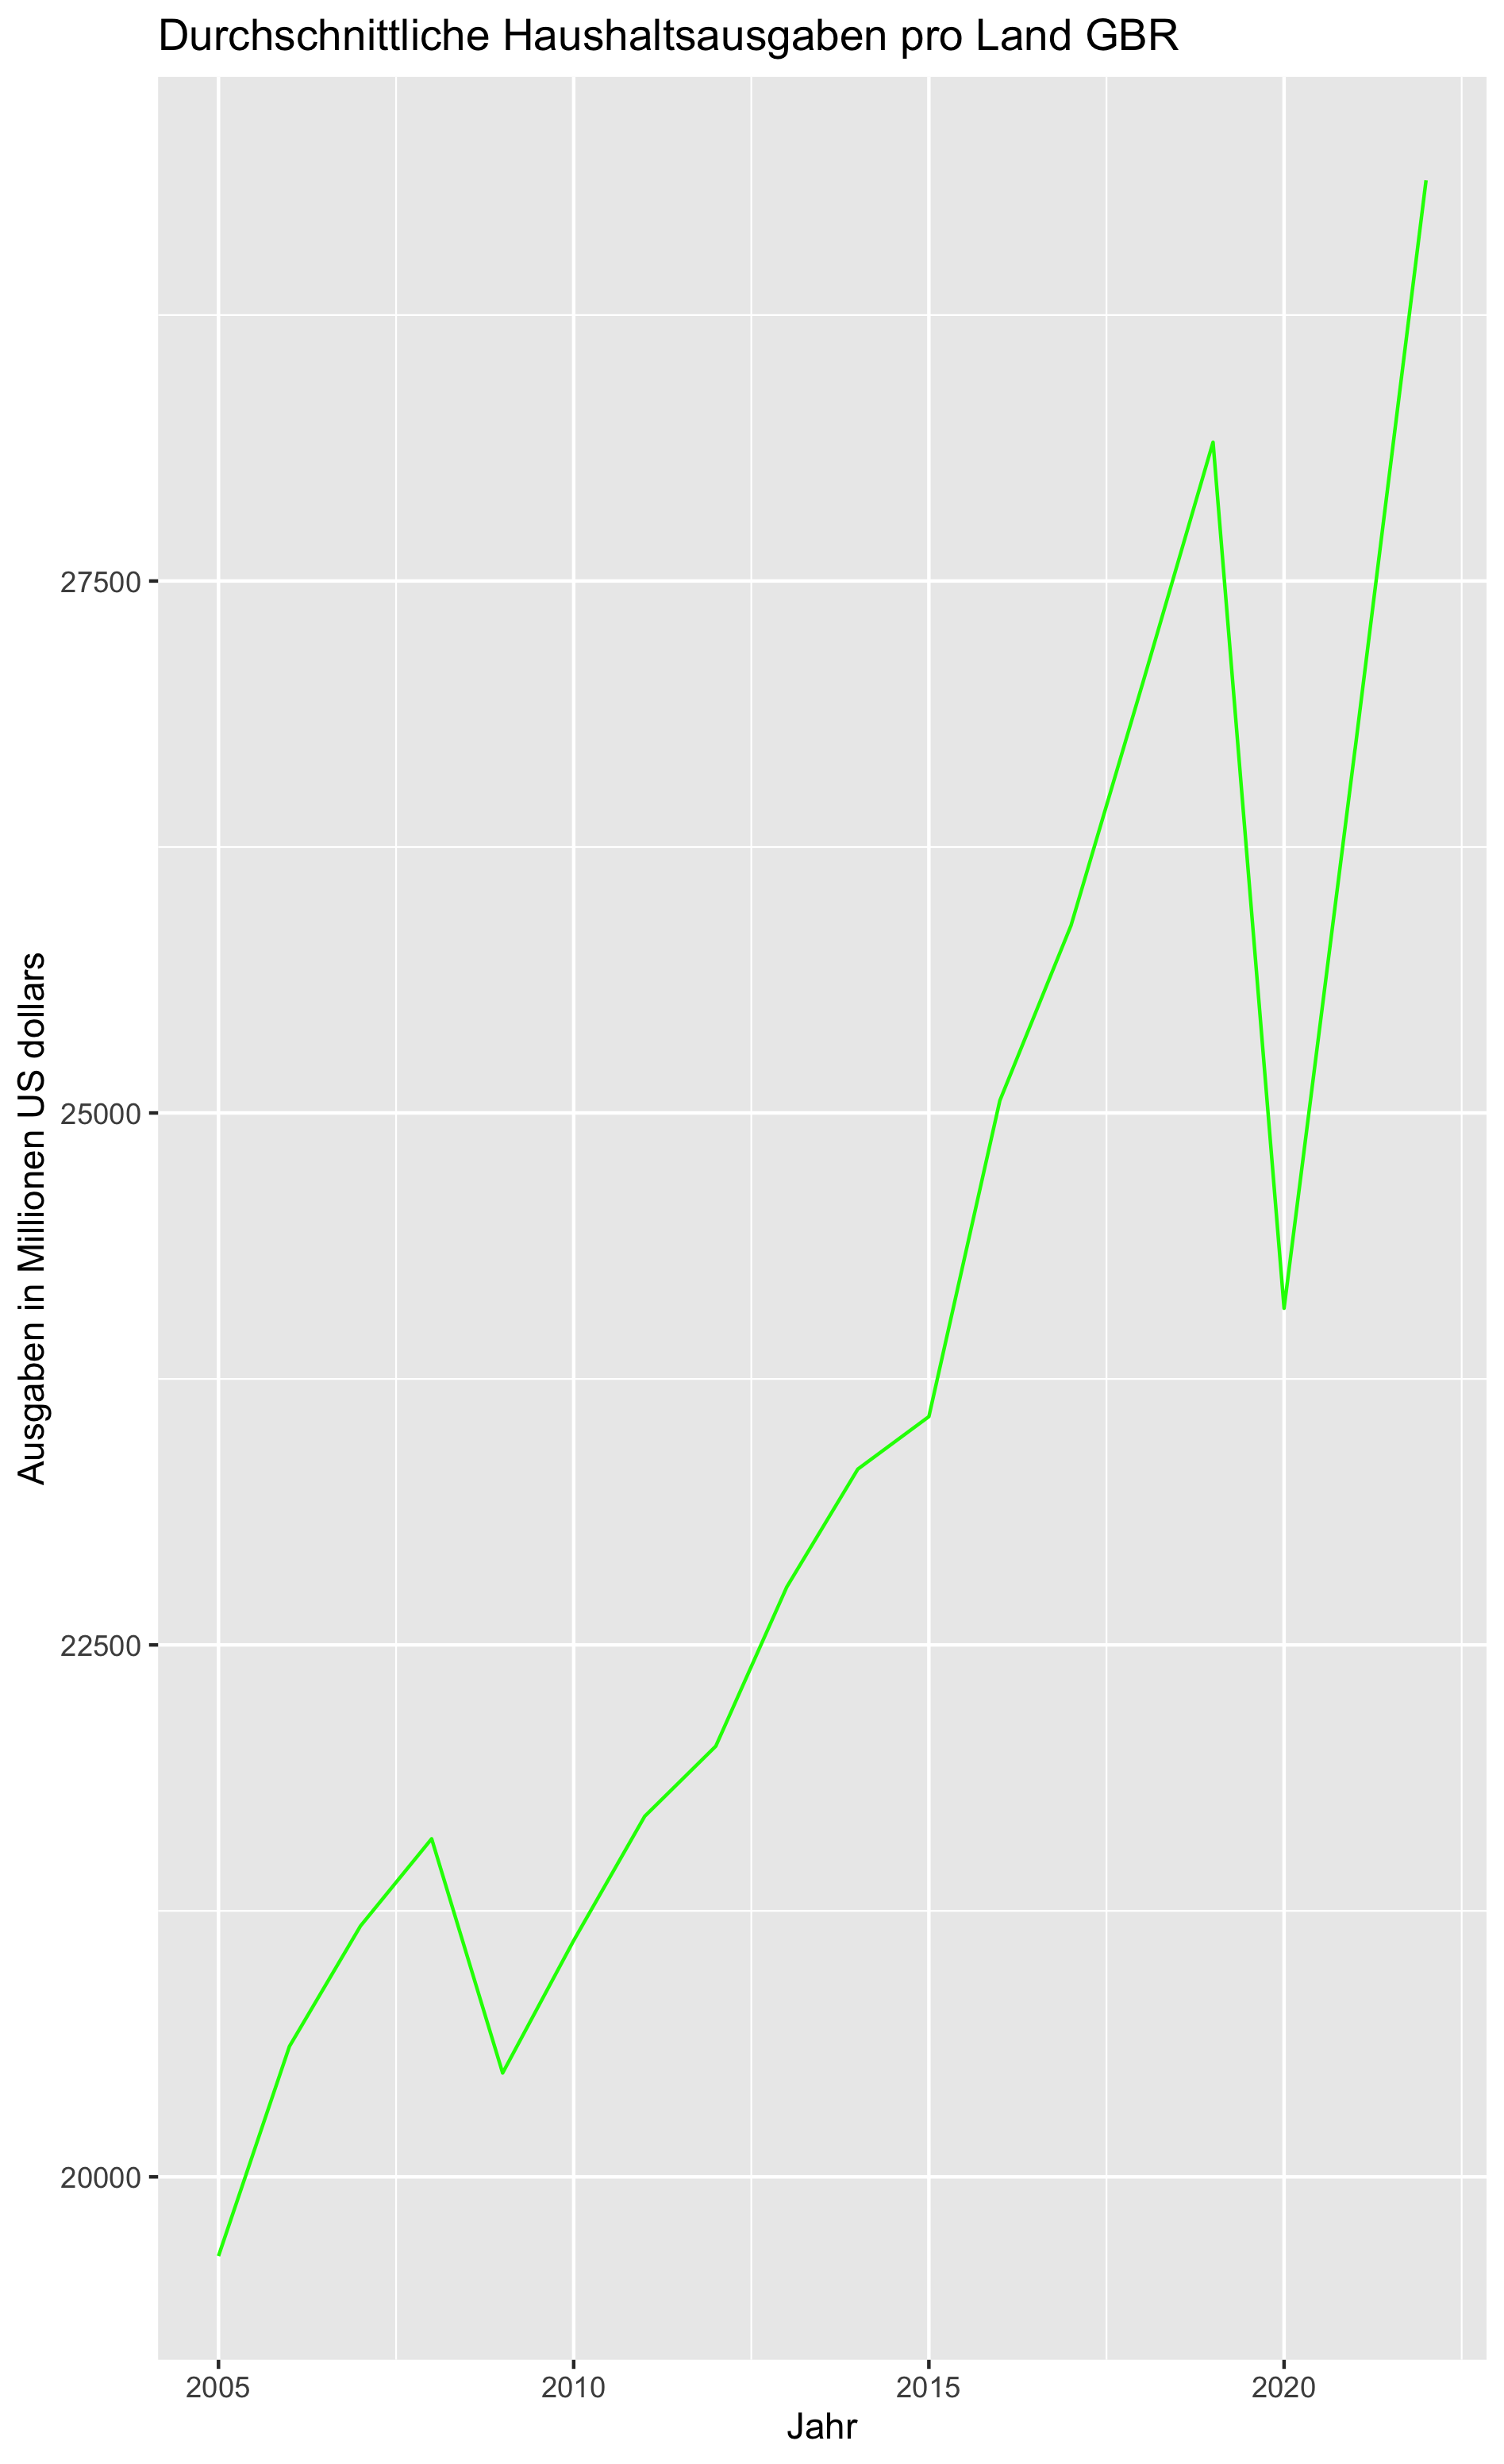 Durchschnittliche Haushaltsausgaben pro Land GBR
Ausgaben in Millionen US dollars
27500
25000
22500
20000
2005 2010 2015 2020
Jahr